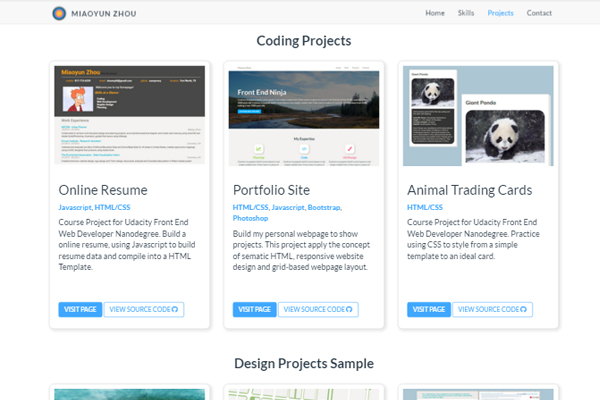 MIAOYUN ZHOU
Home Skills Projects Contact
Coding Projects
Miaoyun Zhou
Welcome to my homepage!
Work Experience
Front End Ninja
My Expertise
Giant Panda
Giant Panda
Online Resume
Javascript, HTML/CSS
Course Project for Udacity Front End
Web Developer Nanodegree. Build a
online resume, using Javascript to build
resume data and compile into a HTML
Template.
VISIT PAGE VIEW SOURCE CODE
Portfolio Site
HTML/CSS, Javascript, Bootstrap,
Photoshop
Build my personal webpage to show
projects. This project apply the concept
of sematic HTML, responsive website
design and grid-based webpage layout.
VISIT PAGE VIEW SOURCE CODE
Animal Trading Cards
HTML/CSS
Course Project for Udacity Front End
Web Developer Nanodegree. Practice
using CSS to style from a simple
template to an ideal card.
VISIT PAGE VIEW SOURCE CODE
Design Projects Sample